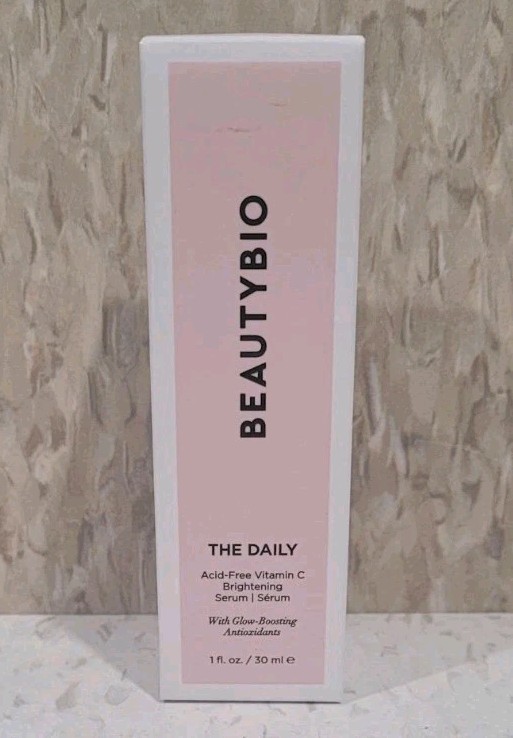 BEAUTYBIO
THE DAILY
Acid-Free Vitamin C
Brightening
Serum | Sérum
With Glow-Boosting
Antioxidants
1 fl. oz. / 30 ml ℮